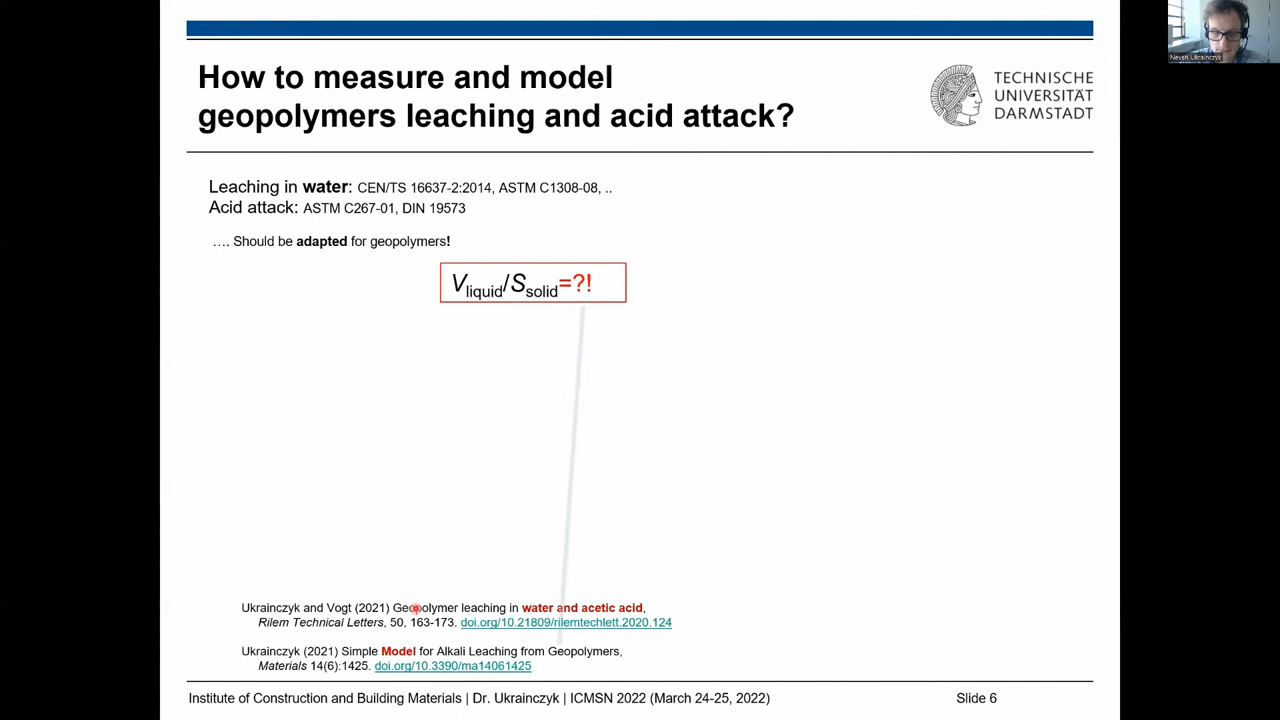 How to measure and model
geopolymers leaching and acid attack?
TECHNISCHE
UNIVERSITÄT
DARMSTADT
Neven Ukrainczyk
Leaching in water: CEN/TS 16637-2:2014, ASTM C1308-08, ..
Acid attack: ASTM C267-01, DIN 19573
…. Should be adapted for geopolymers!
Vliquid/Ssolid=?!
Ukrainczyk and Vogt (2021) Geopolymer leaching in water and acetic acid,
Rilem Technical Letters, 50, 163-173. doi.org/10.21809/rilemtechlett.2020.124
Ukrainczyk (2021) Simple Model for Alkali Leaching from Geopolymers,
Materials 14(6):1425. doi.org/10.3390/ma14061425
Institute of Construction and Building Materials | Dr. Ukrainczyk | ICMSN 2022 (March 24-25, 2022)
Slide 6